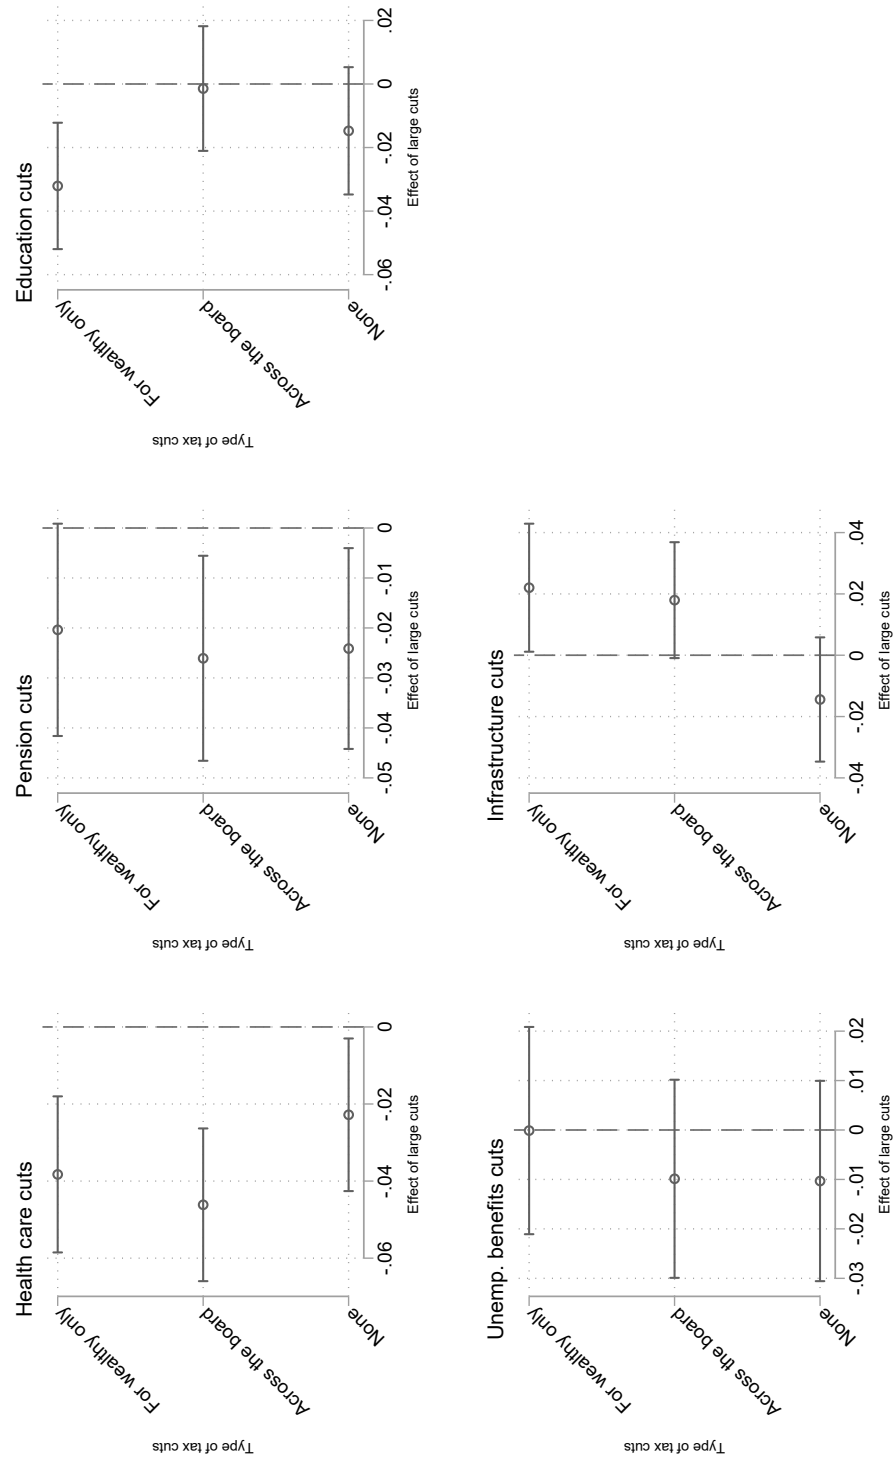 Health care cuts
For wealthy only
Across the board
None
Type of tax cuts
-.06 -.04 -.02 0
Effect of large cuts
Pension cuts
For wealthy only
Across the board
None
Type of tax cuts
-.05 -.04 -.03 -.02 -.01 0
Effect of large cuts
Education cuts
For wealthy only
Across the board
None
Type of tax cuts
-.06 -.04 -.02 0 .02
Effect of large cuts
Unemp. benefits cuts
For wealthy only
Across the board
None
Type of tax cuts
-.03 -.02 -.01 0 .01 .02
Effect of large cuts
Infrastructure cuts
For wealthy only
Across the board
None
Type of tax cuts
-.04 -.02 0 .02 .04
Effect of large cuts